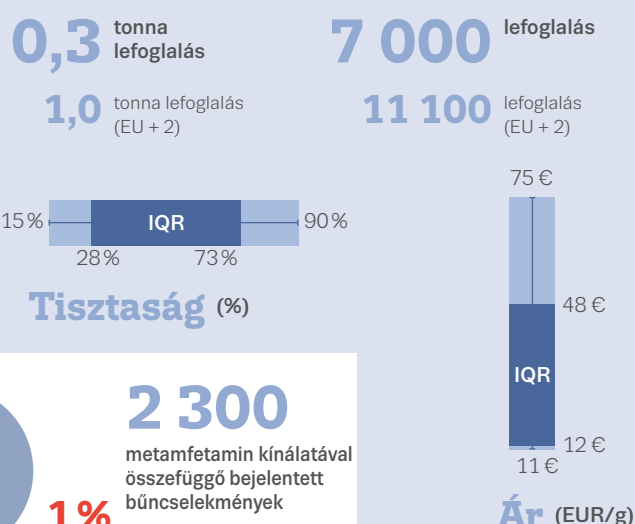 0,3 tonna
lefoglalás
7 000 lefoglalás
1,0 tonna lefoglalás
(EU + 2)
11 100 lefoglalás
(EU + 2)
15 % IQR 90 %
28 % 73 %
Tisztaság (%)
75 €
48 €
IQR
12 €
11 €
Ár (EUR/g)
2 300
metamfetamin kínálatával
összefüggő bejelentett
bűncselekmények
1 %